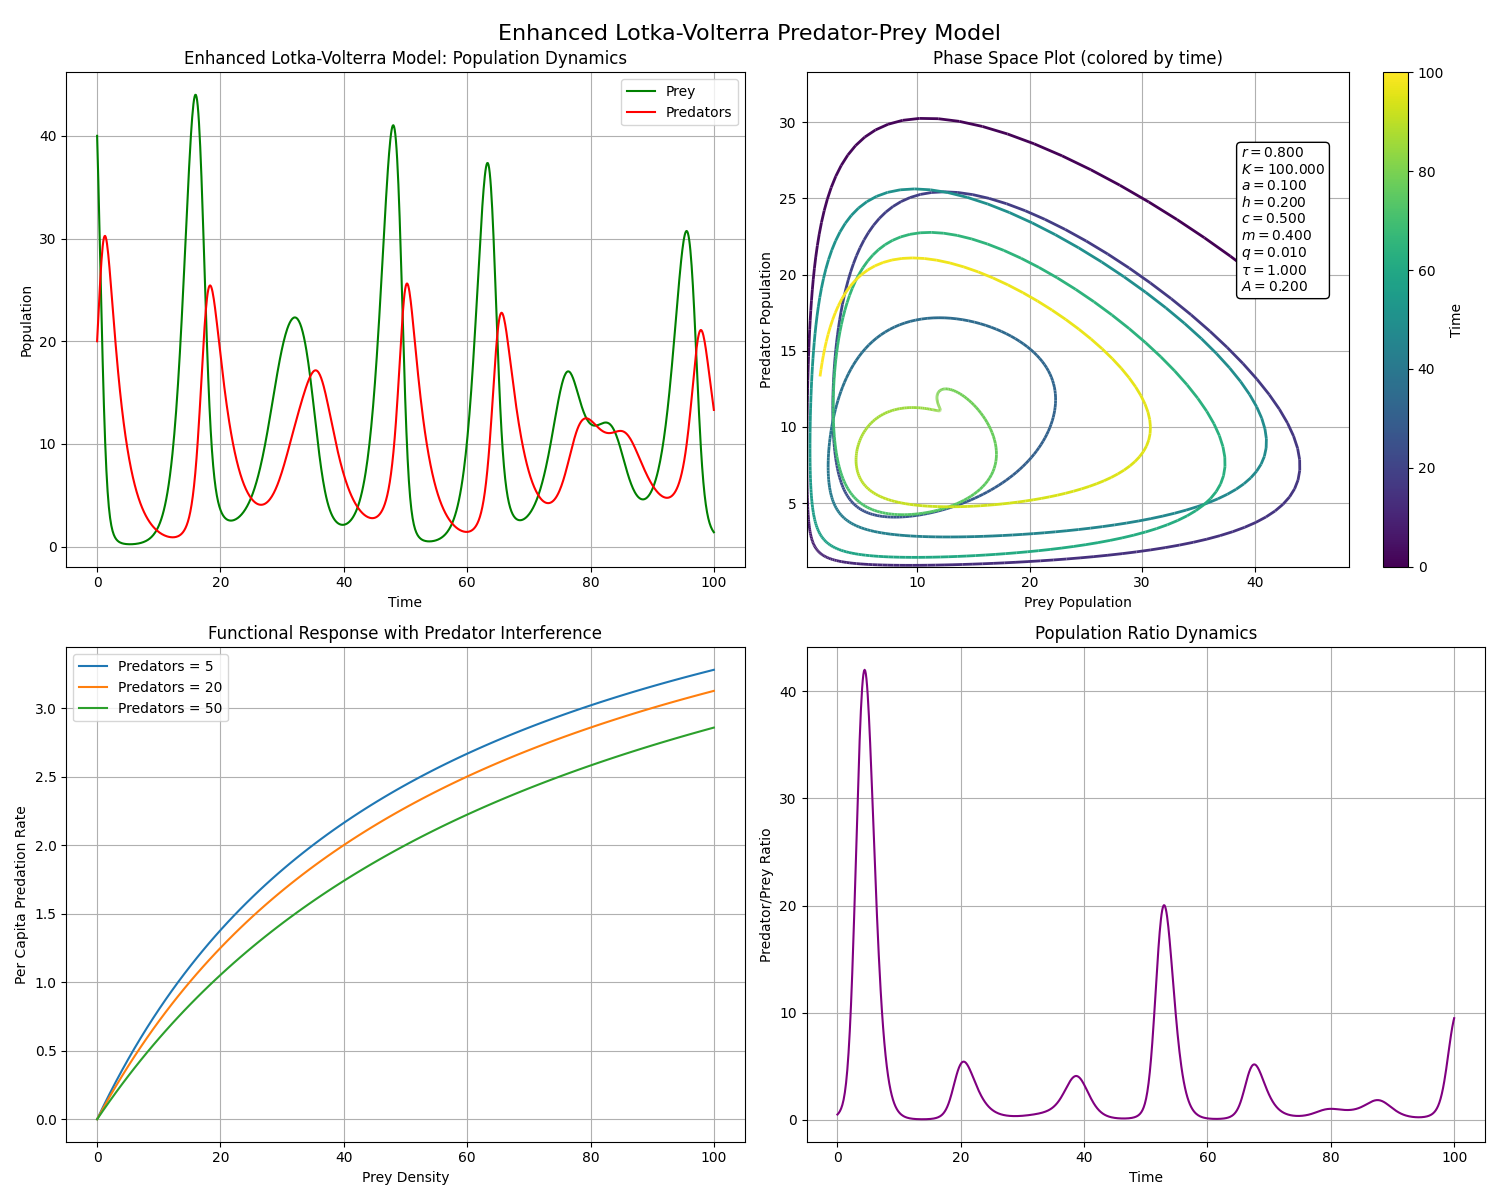 Enhanced Lotka-Volterra Predator-Prey Model
Enhanced Lotka-Volterra Model: Population Dynamics
Prey
Predators
40
30
20
10
0
Population
0 20 40 60 80 100
Time
Phase Space Plot (colored by time)
r = 0.800
K = 100.000
a = 0.100
h = 0.200
c = 0.500
m = 0.400
q = 0.010
τ = 1.000
A = 0.200
30
25
20
15
10
5
Predator Population
10 20 30 40
Prey Population
100
80
60
40
20
0
Time
Functional Response with Predator Interference
Predators = 5
Predators = 20
Predators = 50
3.0
2.5
2.0
1.5
1.0
0.5
0.0
Per Capita Predation Rate
0 20 40 60 80 100
Prey Density
Population Ratio Dynamics
40
30
20
10
0
Predator/Prey Ratio
0 20 40 60 80 100
Time